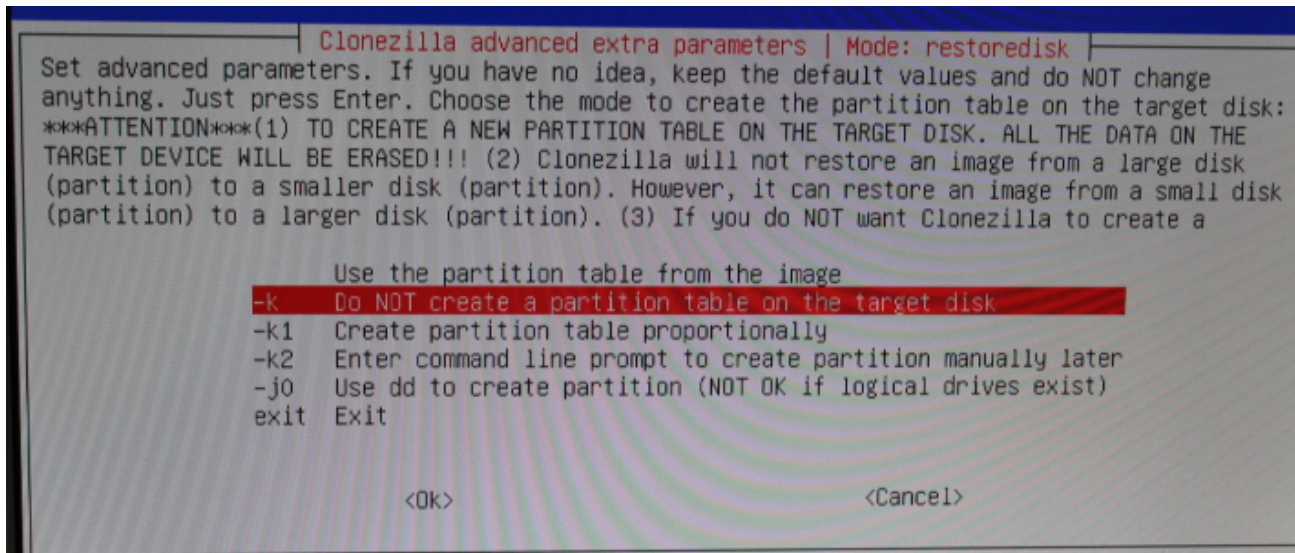 Clonezilla advanced extra parameters | Mode: restoredisk
Set advanced parameters. If you have no idea, keep the default values and do NOT change
anything. Just press Enter. Choose the mode to create the partition table on the target disk:
***ATTENTION***(1) TO CREATE A NEW PARTITION TABLE ON THE TARGET DISK. ALL THE DATA ON THE
TARGET DEVICE WILL BE ERASED!!! (2) Clonezilla will not restore an image from a large disk
(partition) to a smaller disk (partition). However, it can restore an image from a small disk
(partition) to a larger disk (partition). (3) If you do NOT want Clonezilla to create a
Use the partition table from the image
-k Do NOT create a partition table on the target disk
-k1 Create partition table proportionally
-k2 Enter command line prompt to create partition manually later
-j0 Use dd to create partition (NOT OK if logical drives exist)
exit Exit
<Ok> <Cancel>